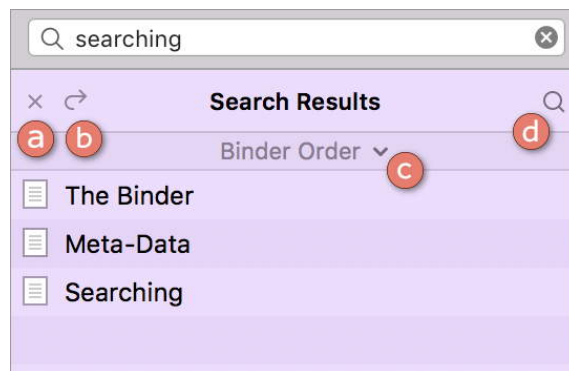 searching
Search Results
a b d
Binder Order
c
The Binder
Meta-Data
Searching